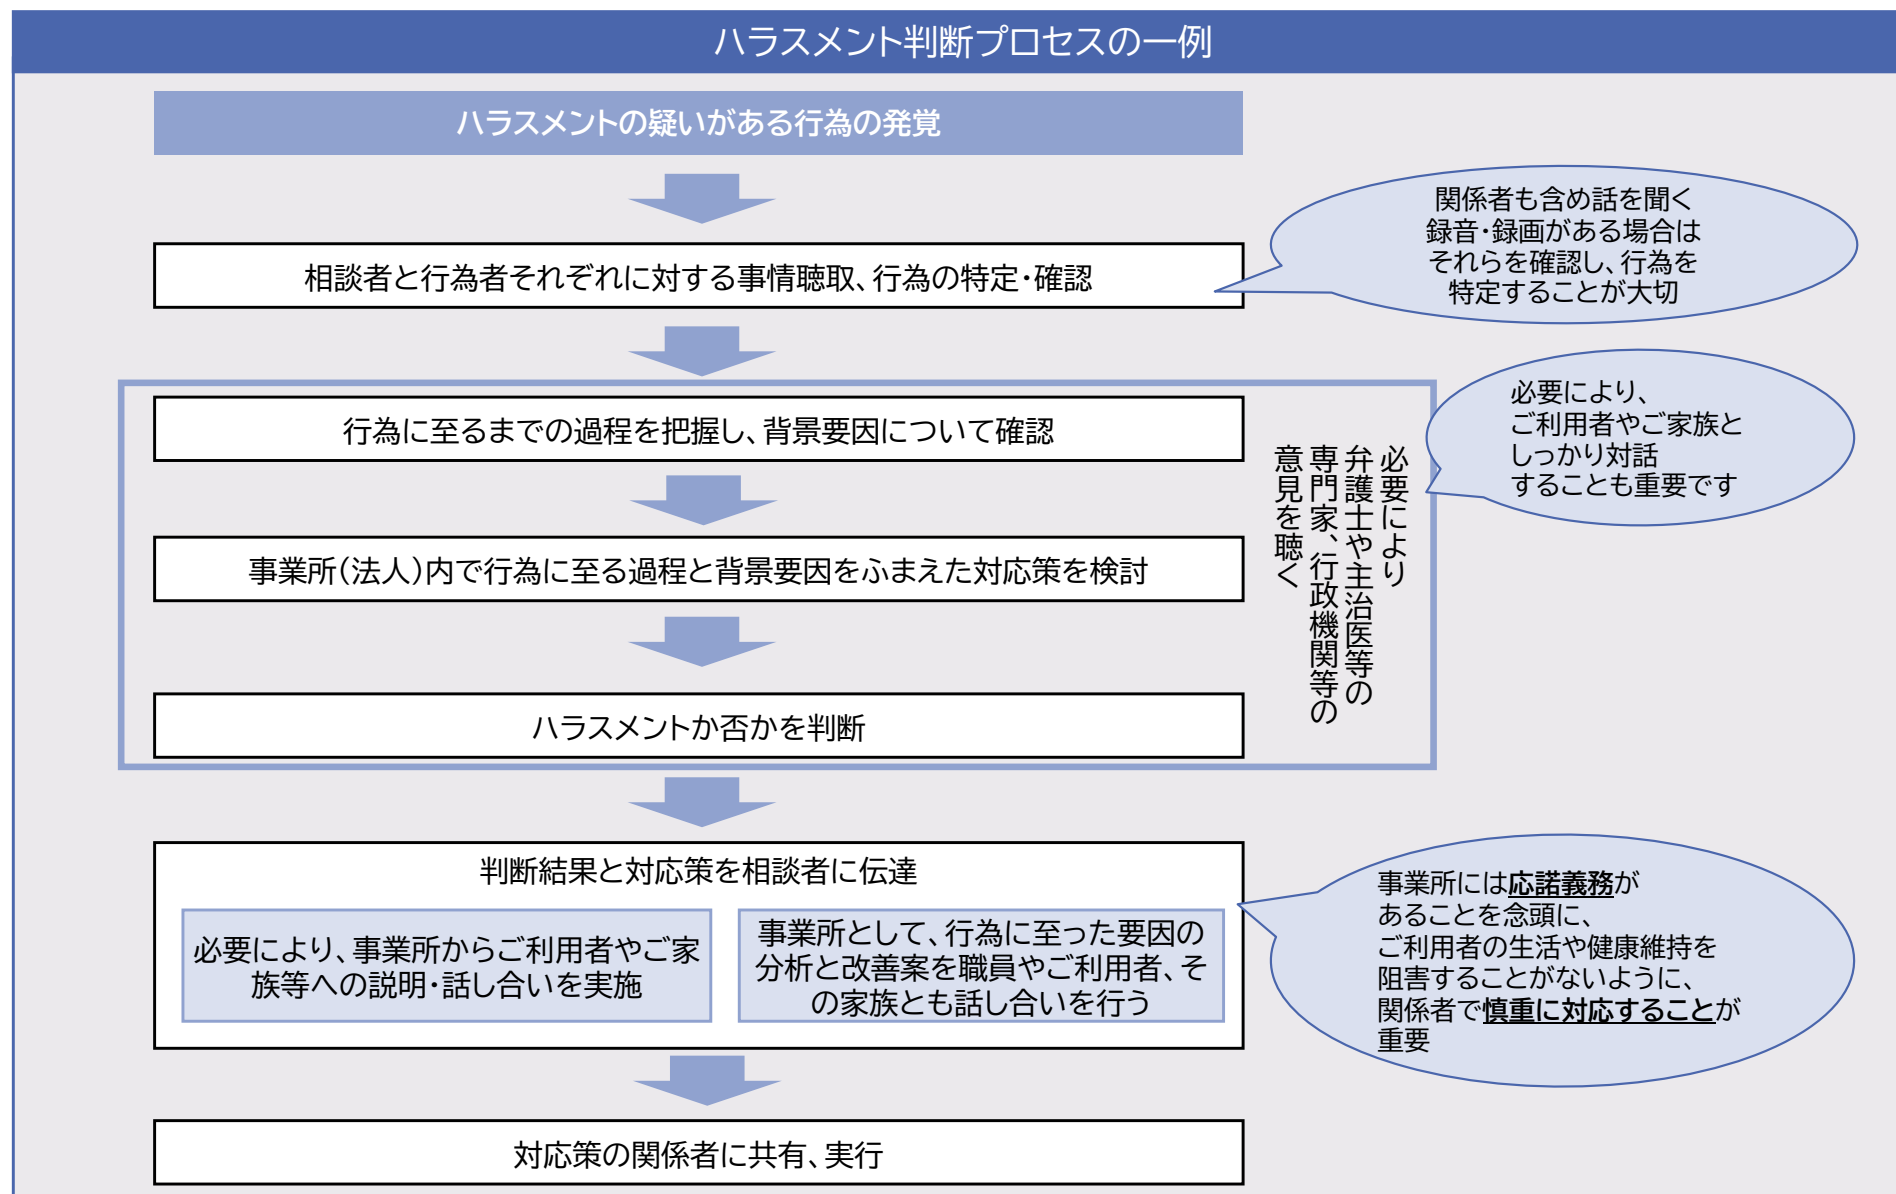 ハラスメント判断プロセスの一例
ハラスメントの疑いがある行為の発覚
相談者と行為者それぞれに対する事情聴取、行為の特定・確認
関係者も含め話を聞く
録音・録画がある場合は
それらを確認し、行為を
特定することが大切
行為に至るまでの過程を把握し、背景要因について確認
事業所(法人)内で行為に至る過程と背景要因をふまえた対応策を検討
ハラスメントか否かを判断
必要により
弁護士や主治医等の
専門家、行政機関等の
意見を聴く
必要により、
ご利用者やご家族と
しっかり対話
することも重要です
判断結果と対応策を相談者に伝達
必要により、事業所からご利用者やご家
族等への説明・話し合いを実施
事業所として、行為に至った要因の
分析と改善案を職員やご利用者、そ
の家族とも話し合いを行う
事業所には応諾義務が
あることを念頭に、
ご利用者の生活や健康維持を
阻害することがないように、
関係者で慎重に対応することが
重要
対応策の関係者に共有、実行